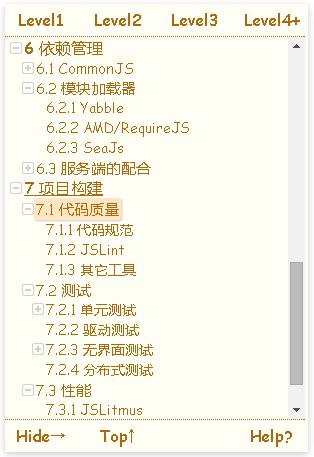 Level1 Level2 Level3 Level4+
6 依赖管理
6.1 CommonJS
6.2 模块加载器
6.2.1 Yabble
6.2.2 AMD/RequireJS
6.2.3 SeaJs
6.3 服务端的配合
7 项目构建
7.1 代码质量
7.1.1 代码规范
7.1.2 JSLint
7.1.3 其它工具
7.2 测试
7.2.1 单元测试
7.2.2 驱动测试
7.2.3 无界面测试
7.2.4 分布式测试
7.3 性能
7.3.1 JSLitmus
Hide→ Top↑ Help?